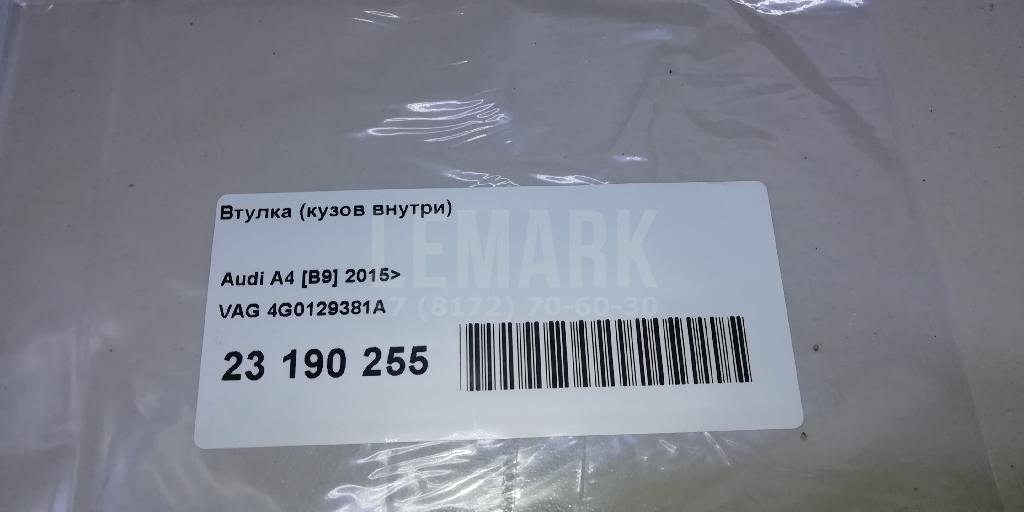 Втулка (кузов внутри)
LEMARK
Audi A4 [B9] 2015>
+7 (8172) 70-60-30
VAG 4G0129381A
23 190 255